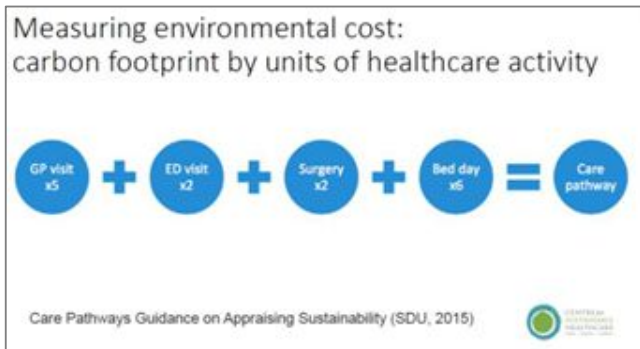 Measuring environmental cost:
carbon footprint by units of healthcare activity
GP visit
x5
ED visit
x2
Surgery
x2
Bed day
x6
Care
pathway
Care Pathways Guidance on Appraising Sustainability (SDU, 2015)
CENTRE for
SUSTAINABLE
HEALTHCARE